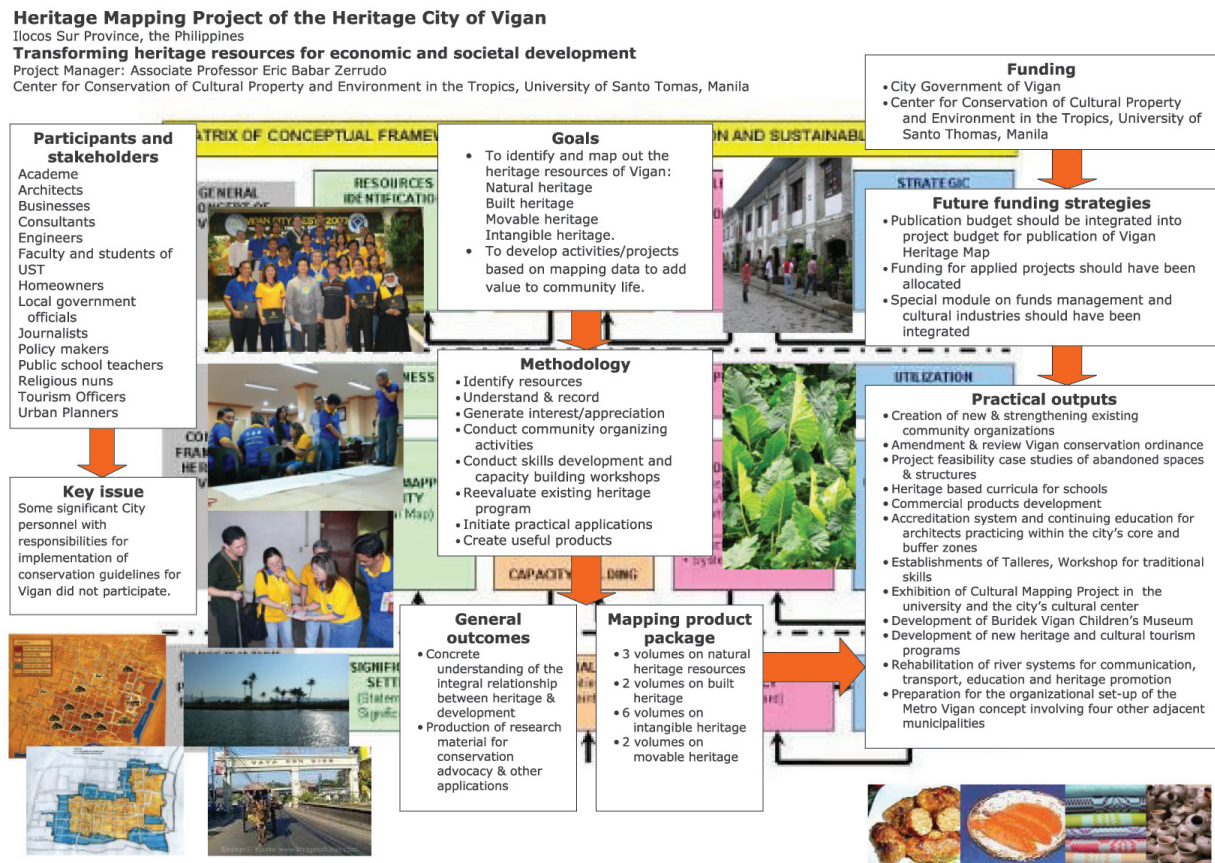 Heritage Mapping Project of the Heritage City of Vigan
Ilocos Sur Province, the Philippines
Transforming heritage resources for economic and societal development
Project Manager: Associate Professor Eric Babar Zerrudo
Center for Conservation of Cultural Property and Environment in the Tropics, University of Santo Tomas, Manila
Participants and
stakeholders
Academe
Architects
Businesses
Consultants
Engineers
Faculty and students of
UST
Homeowners
Local government
officials
Journalists
Policy makers
Public school teachers
Religious nuns
Tourism Officers
Urban Planners
Key issue
Some significant City
personnel with
responsibilities for
implementation of
conservation guidelines for
Vigan did not participate.
Goals
• To identify and map out the
heritage resources of Vigan:
Natural heritage
Built heritage
Movable heritage
Intangible heritage.
• To develop activities/projects
based on mapping data to add
value to community life.
Methodology
• Identify resources
• Understand & record
• Generate interest/appreciation
• Conduct community organizing
activities
• Conduct skills development and
capacity building workshops
• Reevaluate existing heritage
program
• Initiate practical applications
• Create useful products
General
outcomes
• Concrete
understanding of the
integral relationship
between heritage &
development
• Production of research
material for
conservation
advocacy & other
applications
Mapping product
package
• 3 volumes on natural
heritage resources
• 2 volumes on built
heritage
• 6 volumes on
intangible heritage
• 2 volumes on
movable heritage
Funding
• City Government of Vigan
• Center for Conservation of Cultural Property
and Environment in the Tropics, University of
Santo Thomas, Manila
Future funding strategies
• Publication budget should be integrated into
project budget for publication of Vigan
Heritage Map
• Funding for applied projects should have been
allocated
• Special module on funds management and
cultural industries should have been
integrated
Practical outputs
• Creation of new & strengthening existing
community organizations
• Amendment & review Vigan conservation ordinance
• Project feasibility case studies of abandoned spaces
& structures
• Heritage based curricula for schools
• Commercial products development
• Accreditation system and continuing education for
architects practicing within the city's core and
buffer zones
• Establishments of Talleres, Workshop for traditional
skills
• Exhibition of Cultural Mapping Project in the
university and the city's cultural center
• Development of Buridek Vigan Children's Museum
• Development of new heritage and cultural tourism
programs
• Rehabilitation of river systems for communication,
transport, education and heritage promotion
• Preparation for the organizational set-up of the
Metro Vigan concept involving four other adjacent
municipalities
MATRIX OF CONCEPTUAL
GENERAL
RESOURCES
STRATEGIC
UTILIZATION